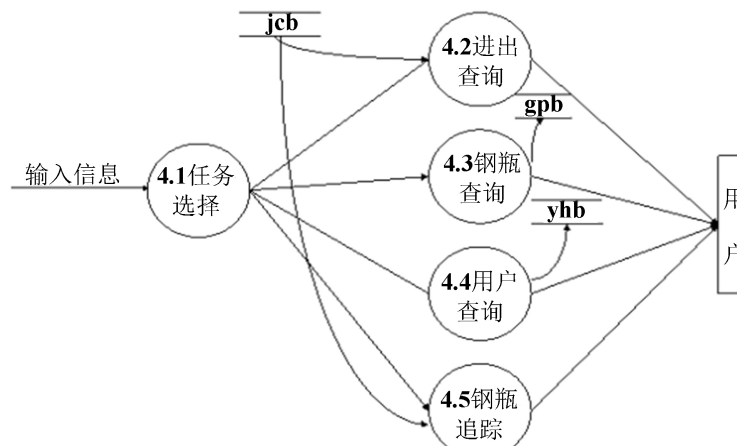 jcb
4.2进出
查询
gpb
输入信息
4.1任务
选择
4.3钢瓶
查询
用
户
yhb
4.4用户
查询
4.5钢瓶
追踪